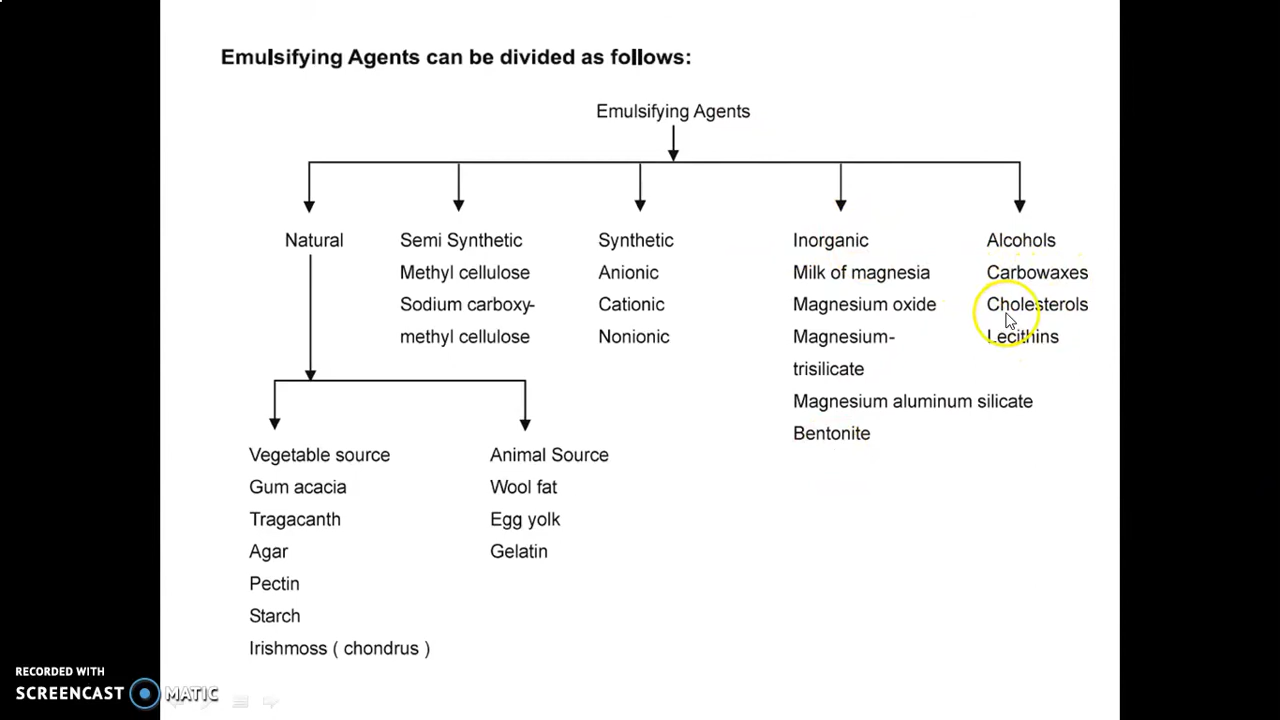 Emulsifying Agents can be divided as follows:
Emulsifying Agents
Natural
Semi Synthetic
Methyl cellulose
Sodium carboxy-
methyl cellulose
Synthetic
Anionic
Cationic
Nonionic
Inorganic
Milk of magnesia
Magnesium oxide
Magnesium-
trisilicate
Magnesium aluminum silicate
Bentonite
Alcohols
Carbowaxes
Cholesterols
Lecithins
Vegetable source
Gum acacia
Tragacanth
Agar
Pectin
Starch
Irishmoss ( chondrus )
Animal Source
Wool fat
Egg yolk
Gelatin
RECORDED WITH
SCREENCAST MATIC